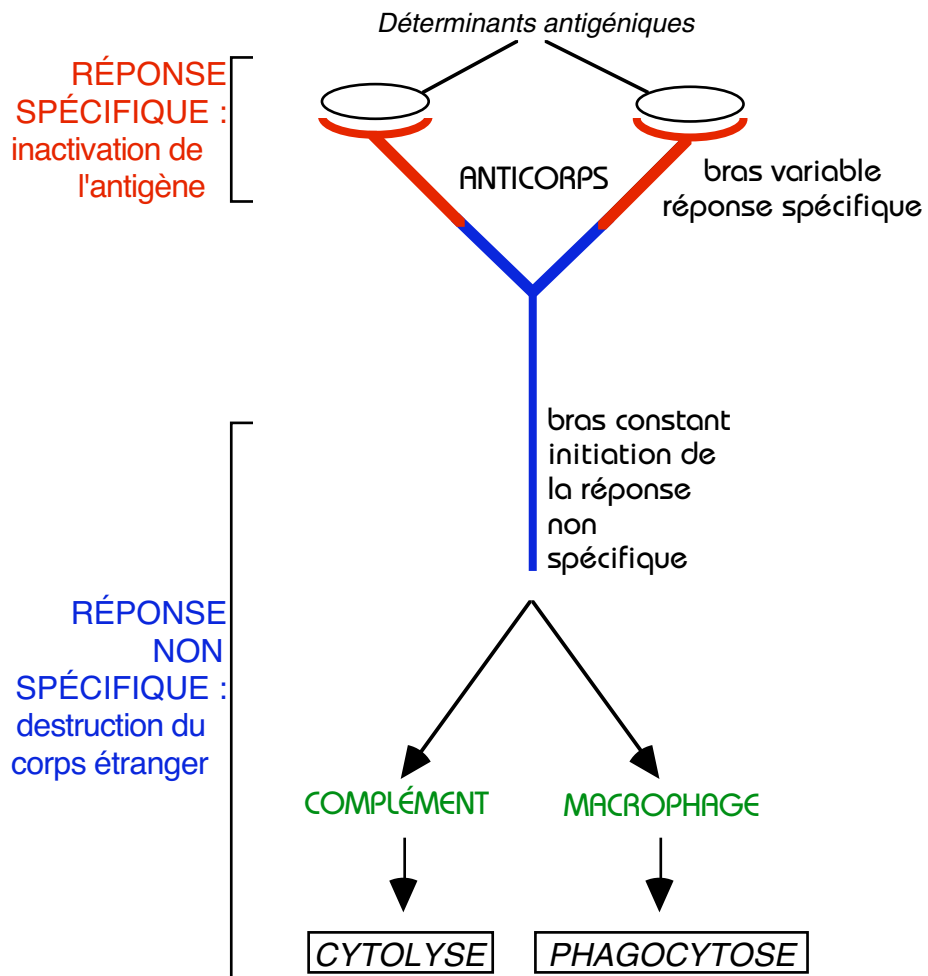 Déterminants antigéniques
RÉPONSE
SPÉCIFIQUE :
inactivation de
l'antigène
ANTICORPS
bras variable
réponse spécifique
bras constant
initiation de
la réponse
non
spécifique
RÉPONSE
NON
SPÉCIFIQUE :
destruction du
corps étranger
COMPLÉMENT
MACROPHAGE
CYTOLYSE
PHAGOCYTOSE